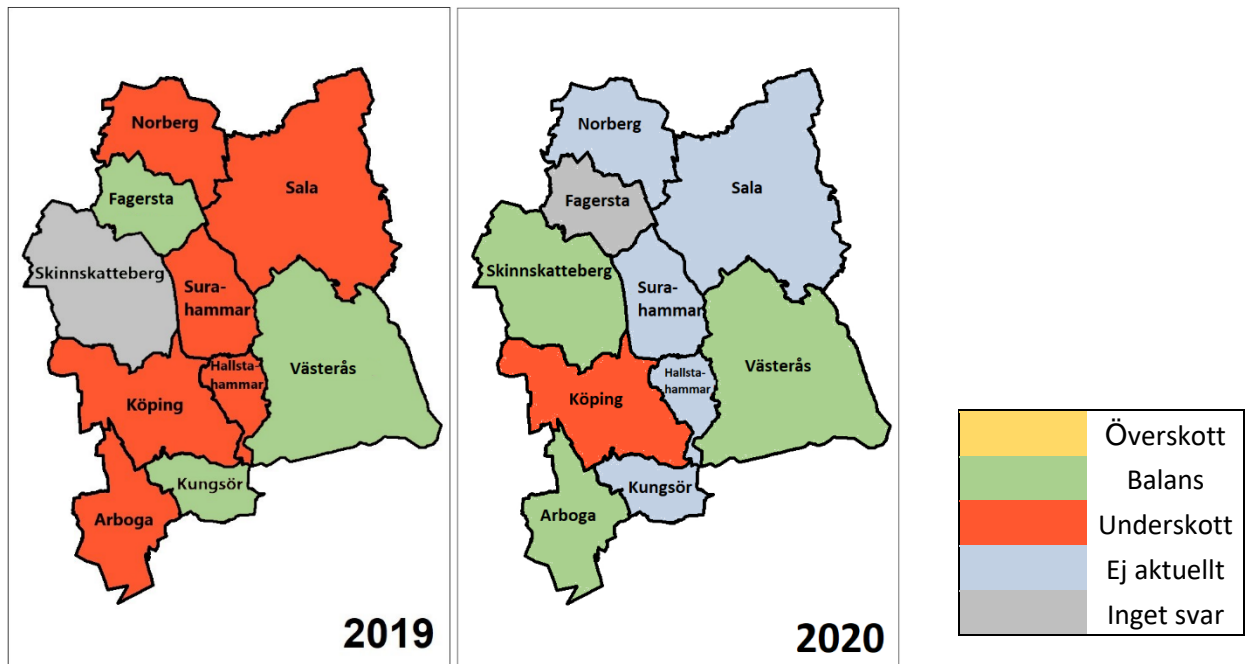 Norberg
Sala
Fagersta
Skinnskatteberg
Sura-
hammar
Västerås
Hallsta-
hammar
Köping
Kungsör
Arboga
2019
Norberg
Sala
Fagersta
Skinnskatteberg
Sura-
hammar
Västerås
Hallsta-
hammar
Köping
Kungsör
Arboga
2020
Överskott
Balans
Underskott
Ej aktuellt
Inget svar